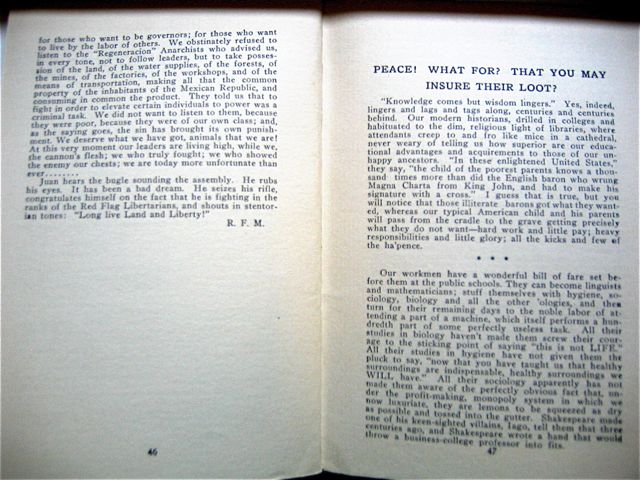 for those who want to be governors; for those who want
to live by the labor of others. We obstinately refused to
listen to the "Regeneración" Anarchists who advised us,
in every tone, not to follow leaders, but to take posses-
sion of the land, of the water supplies, of the forests, of
the mines, of the factories, of the workshops, and of the
means of transportation, making all that the common
property of the inhabitants of the Mexican Republic, and
consuming in common the product. They told us that to
fight in order to elevate certain individuals to power was a
criminal task. We did not want to listen to them, because
they were poor, because they were of our own class; and,
as the saying goes, the sin has brought its own punish-
ment. We deserve what we have got, animals that we are!
At this very moment our leaders are living high, while we,
the cannon's flesh; we who truly fought; we who showed
the enemy our chests; we are today more unfortunate than
ever........
Juan hears the bugle sounding the assembly. He rubs
his eyes. It has been a bad dream. He seizes his rifle,
congratulates himself on the fact that he is fighting in the
ranks of the Red Flag Libertarians, and shouts in stentor-
ian tones: "Long live Land and Liberty!"
R. F. M.
46
PEACE! WHAT FOR? THAT YOU MAY
INSURE THEIR LOOT?
"Knowledge comes but wisdom lingers." Yes, indeed,
lingers and lags and tags along, centuries and centuries
behind. Our modern historians, drilled in colleges and
habituated to the dim, religious light of libraries, where
attendants creep to and fro like mice in a cathedral,
never weary of telling us how superior are our educa-
tional advantages and acquirements to those of our un-
happy ancestors. "In these enlightened United States,"
they say, "the child of the poorest parents knows a thou-
sand times more than did the English baron who wrung
Magna Charta from King John, and had to make his
signature with a cross." I guess that is true, but you
will notice that those illiterate barons got what they want-
ed, whereas our typical American child and his parents
will pass from the cradle to the grave getting precisely
what they do not want—hard work and little pay; heavy
responsibilities and little glory; all the kicks and few of
the ha'pence.
* * *
Our workmen have a wonderful bill of fare set be-
fore them at the public schools. They can become linguists
and mathematicians; stuff themselves with hygiene, so-
ciology, biology and all the other 'ologies, and then
turn for their remaining days to the noble labor of at-
tending a part of a machine, which itself performs a hun-
dredth part of some perfectly useless task. All their
studies in biology haven't made them screw their cour-
age to the sticking point of saying "this is not LIFE."
All their studies in hygiene have not given them the
pluck to say, "now that you have taught us that healthy
surroundings are indispensable, healthy surroundings we
WILL have." All their sociology apparently has not
made them aware of the perfectly obvious fact that, un-
der the profit-making, monopoly system in which we
now luxuriate, they are lemons to be squeezed as dry
as possible and tossed into the gutter. Shakespeare made
one of his keen-sighted villains, Iago, tell them that three
centuries ago, and Shakespeare wrote a hand that would
throw a business-college professor into fits.
47